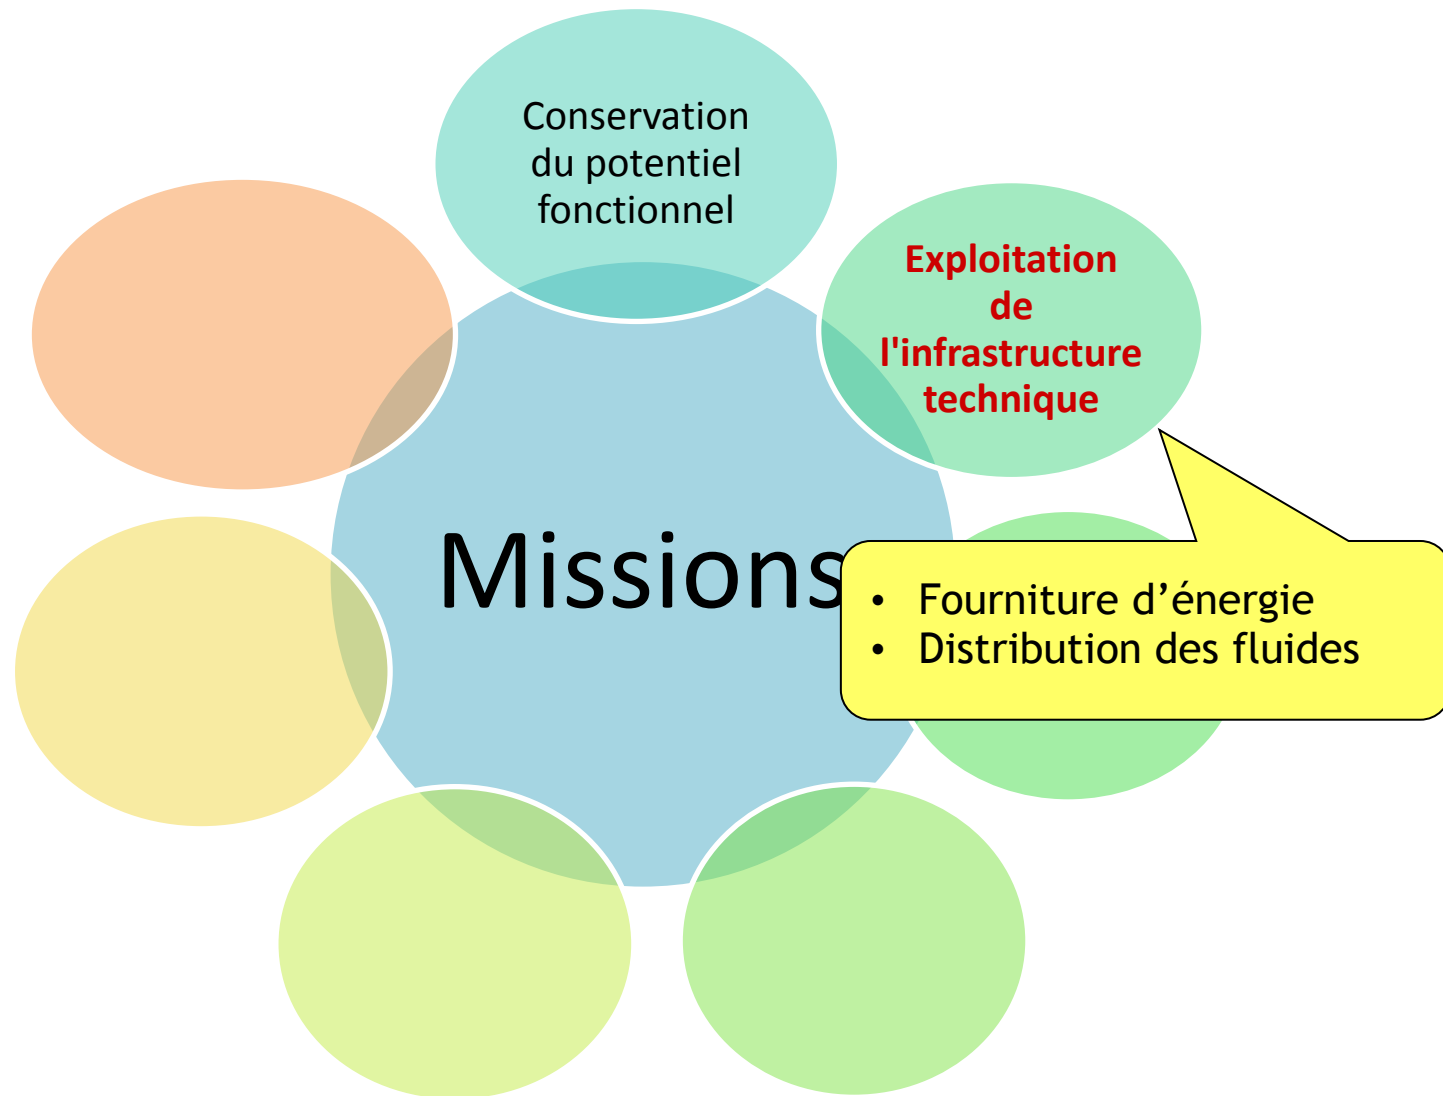 Conservation
du potentiel
fonctionnel
Exploitation
de
l'infrastructure
technique
Missions
• Fourniture d’énergie
• Distribution des fluides